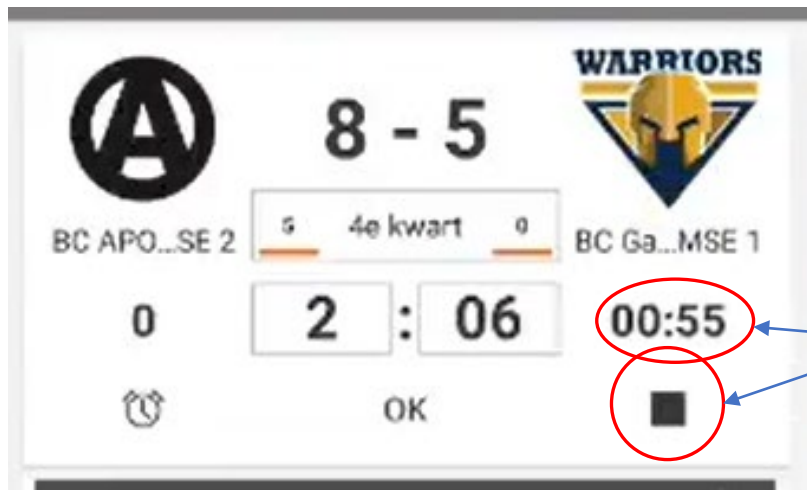 WARRIORS
8 - 5
5 4e kwart 0
BC APO...SE 2
BC Ga...MSE 1
0 2 : 06 00:55
OK